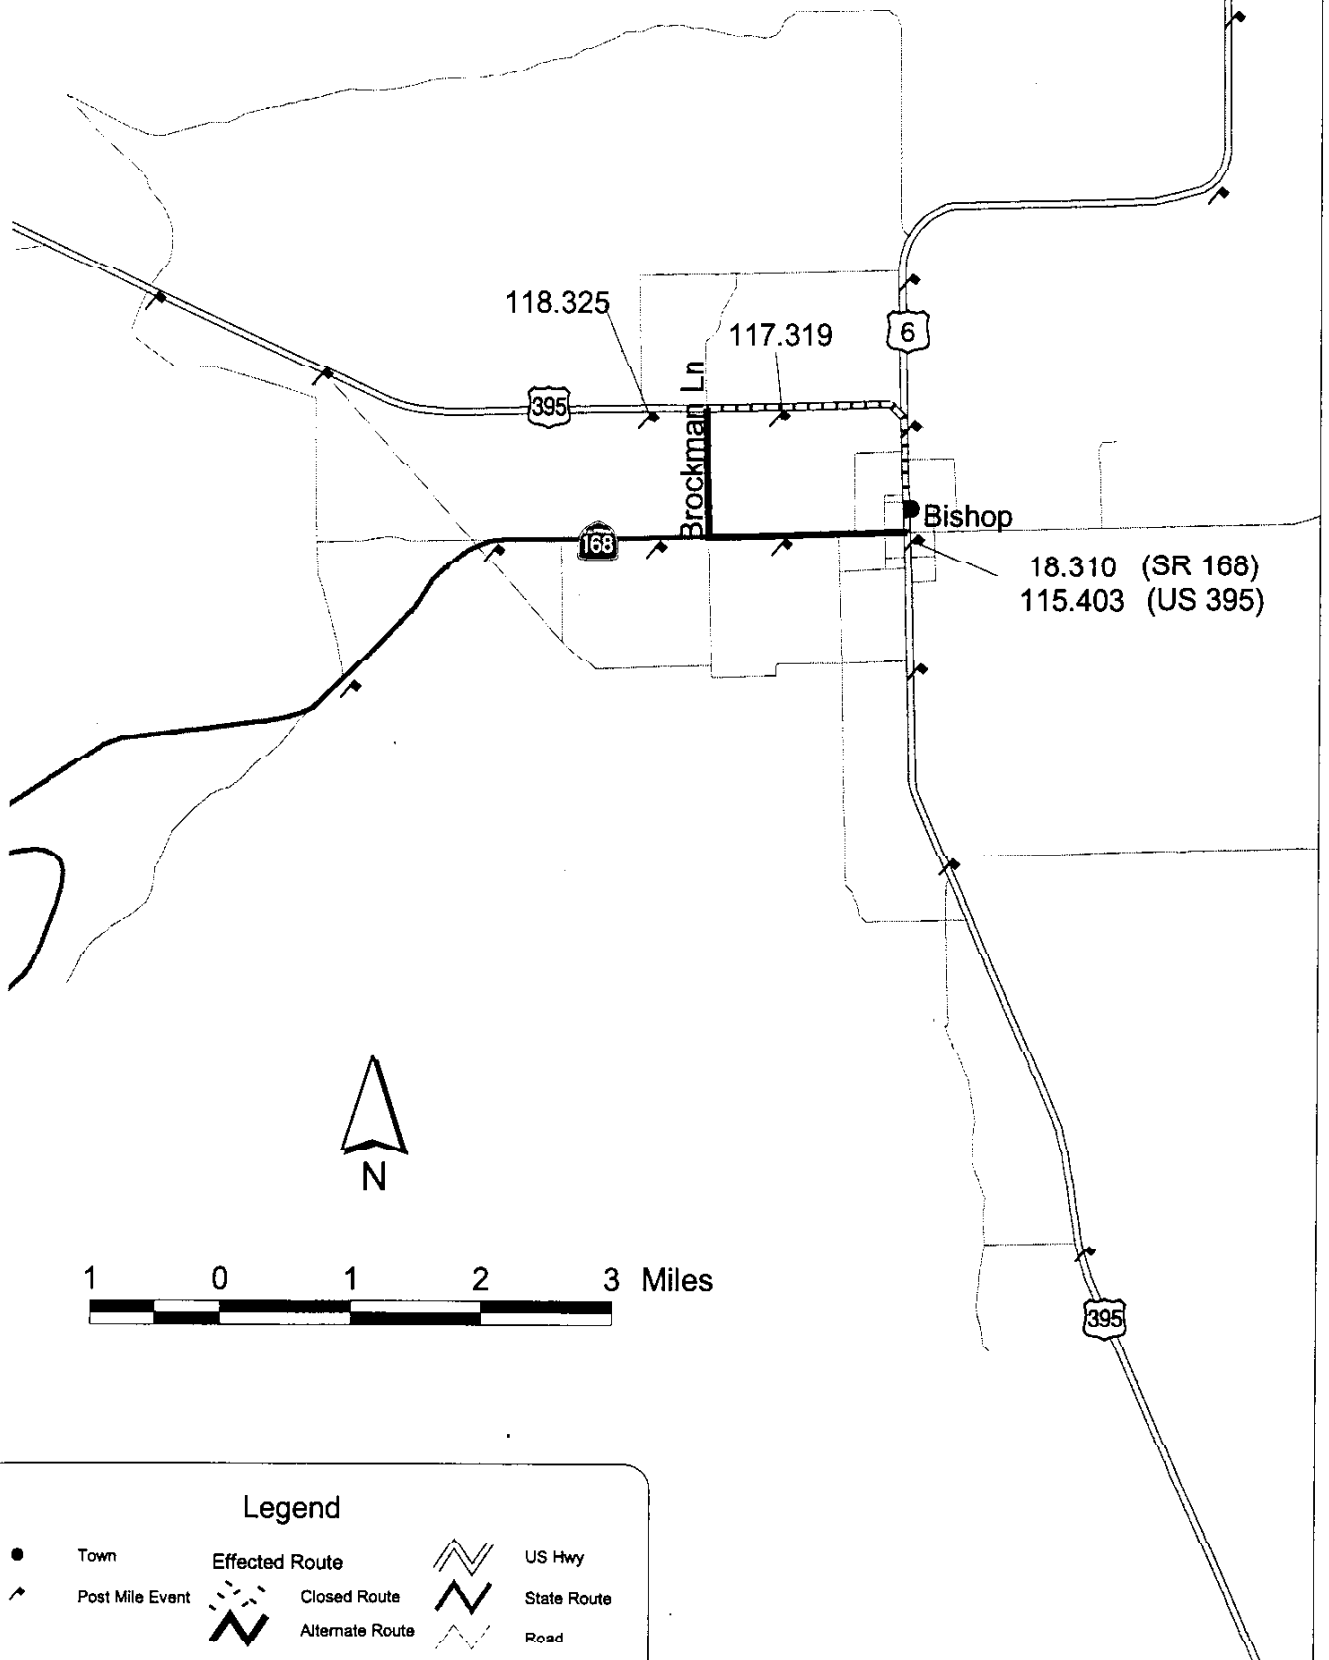 118.325
117.319
6
395
Brockman Ln
Bishop
168
18.310 (SR 168)
115.403 (US 395)
N
1 0 1 2 3 Miles
395
Legend
Town
Effected Route
US Hwy
Post Mile Event
Closed Route
State Route
Alternate Route
Road